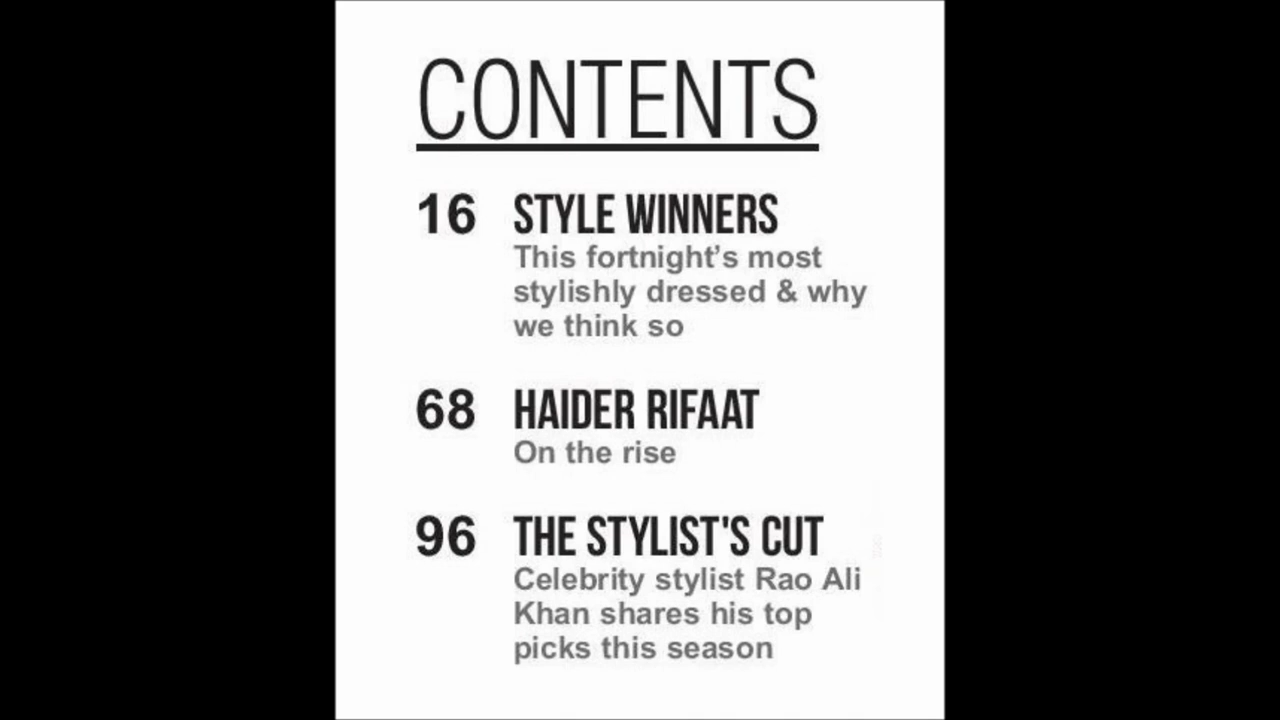 CONTENTS
16 STYLE WINNERS
This fortnight’s most
stylishly dressed & why
we think so
68 HAIDER RIFAAT
On the rise
96 THE STYLIST'S CUT
Celebrity stylist Rao Ali
Khan shares his top
picks this season